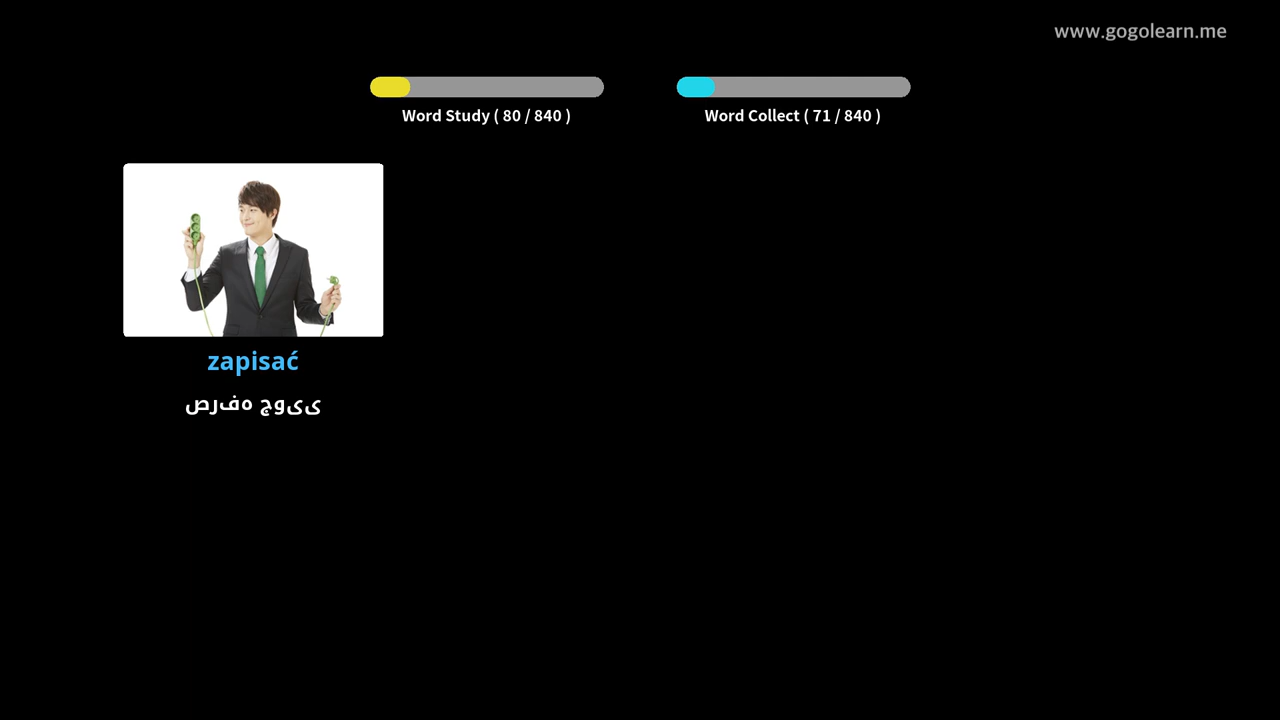 www.gogolearn.me
Word Study ( 80 / 840 )
Word Collect ( 71 / 840 )
zapisać
صرفه جویی